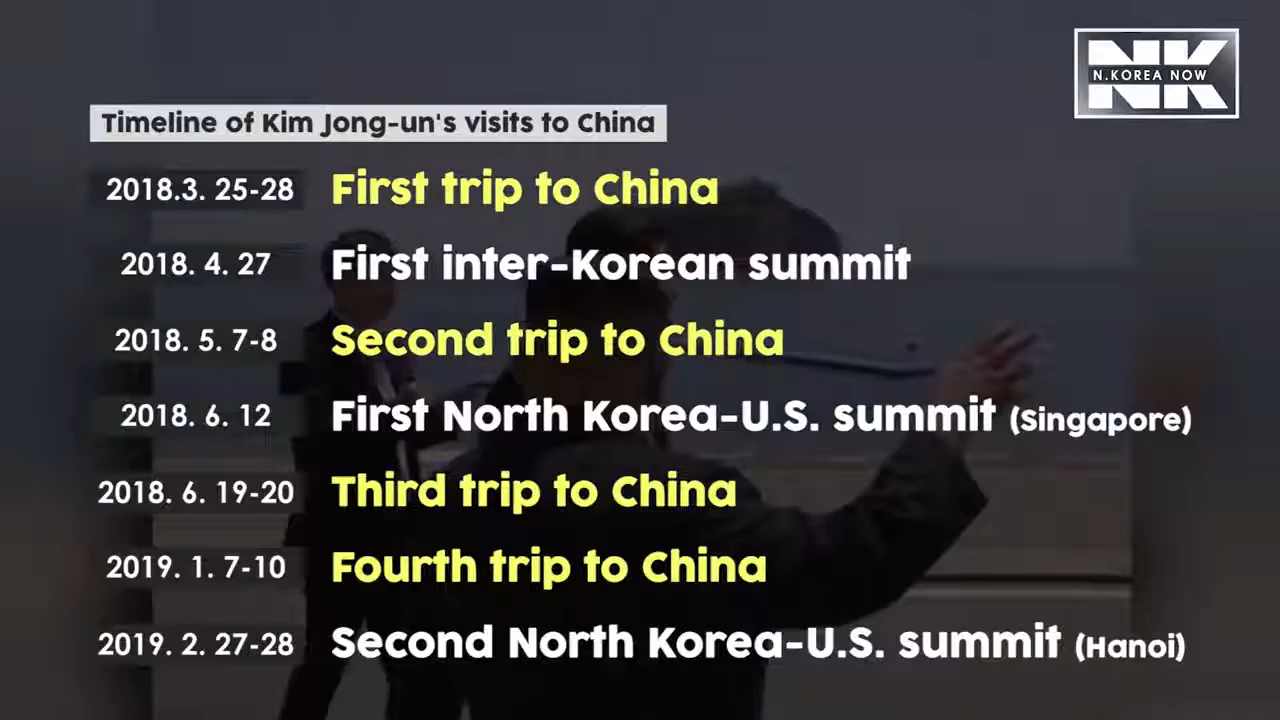 NK
N.KOREA NOW
Timeline of Kim Jong-un's visits to China
2018.3. 25-28 First trip to China
2018. 4. 27 First inter-Korean summit
2018. 5. 7-8 Second trip to China
2018. 6. 12 First North Korea-U.S. summit (Singapore)
2018. 6. 19-20 Third trip to China
2019. 1. 7-10 Fourth trip to China
2019. 2. 27-28 Second North Korea-U.S. summit (Hanoi)